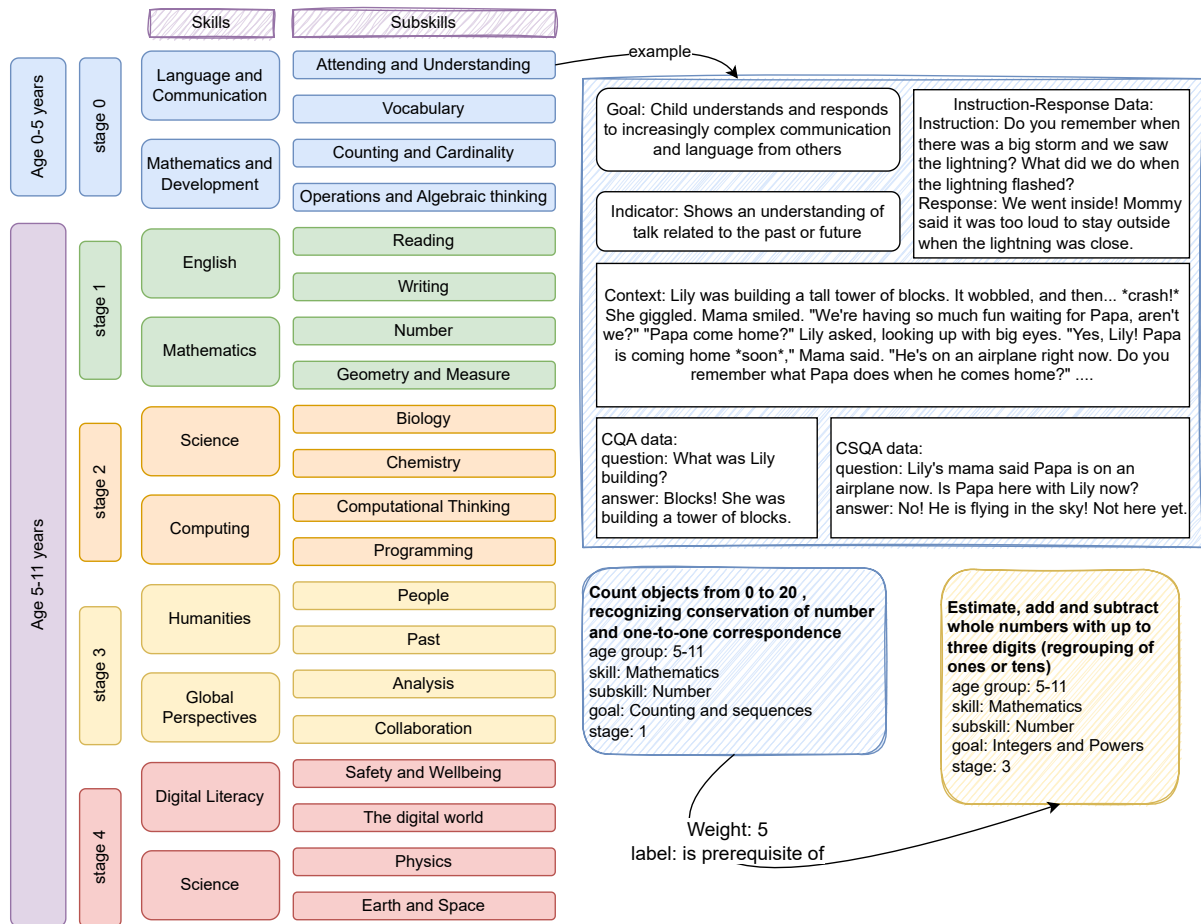 Skills
Subskills
Age 0-5 years
stage 0
Language and
Communication
Attending and Understanding
Vocabulary
Mathematics and
Development
Counting and Cardinality
Operations and Algebraic thinking
Age 5-11 years
stage 1
English
Reading
Writing
Mathematics
Number
Geometry and Measure
stage 2
Science
Biology
Chemistry
Computing
Computational Thinking
Programming
stage 3
Humanities
People
Past
Global
Perspectives
Analysis
Collaboration
stage 4
Digital Literacy
Safety and Wellbeing
The digital world
Science
Physics
Earth and Space
example
Goal: Child understands and responds
to increasingly complex communication
and language from others
Indicator: Shows an understanding of
talk related to the past or future
Instruction-Response Data:
Instruction: Do you remember when
there was a big storm and we saw
the lightning? What did we do when
the lightning flashed?
Response: We went inside! Mommy
said it was too loud to stay outside
when the lightning was close.
Context: Lily was building a tall tower of blocks. It wobbled, and then... *crash!*
She giggled. Mama smiled. "We're having so much fun waiting for Papa, aren't
we?" "Papa come home?" Lily asked, looking up with big eyes. "Yes, Lily! Papa
is coming home *soon*," Mama said. "He's on an airplane right now. Do you
remember what Papa does when he comes home?" ....
CQA data:
question: What was Lily
building?
answer: Blocks! She was
building a tower of blocks.
CSQA data:
question: Lily's mama said Papa is on an
airplane now. Is Papa here with Lily now?
answer: No! He is flying in the sky! Not here yet.
Count objects from 0 to 20 ,
recognizing conservation of number
and one-to-one correspondence
age group: 5-11
skill: Mathematics
subskill: Number
goal: Counting and sequences
stage: 1
Estimate, add and subtract
whole numbers with up to
three digits (regrouping of
ones or tens)
age group: 5-11
skill: Mathematics
subskill: Number
goal: Integers and Powers
stage: 3
Weight: 5
label: is prerequisite of